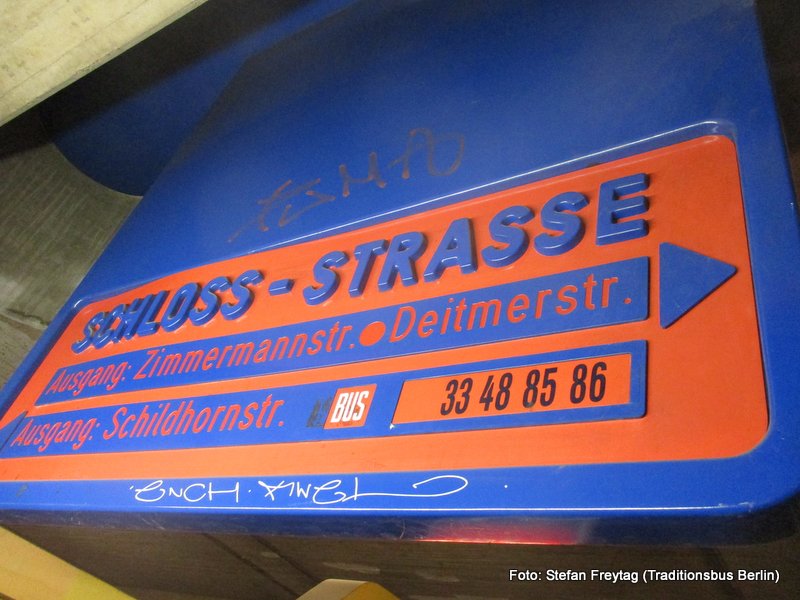 SCHLOSS-STRASSE
Ausgang: Zimmermannstr. • Deitmerstr.
Ausgang: Schildhornstr. BUS 33 48 85 86
Foto: Stefan Freytag (Traditionsbus Berlin)